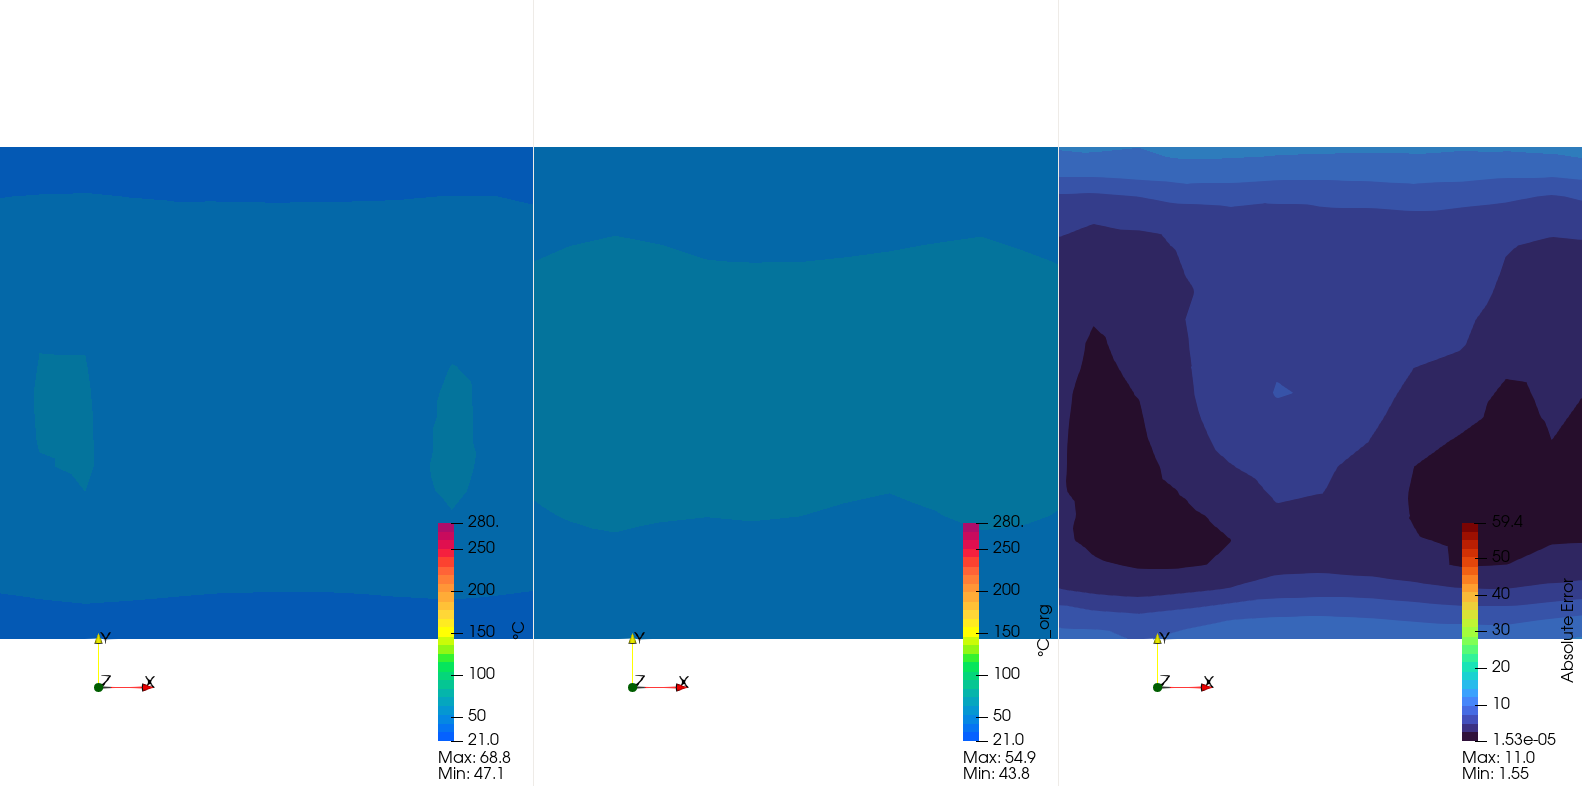 280.
250
200
150
100
50
21.0
°C
Max: 68.8
Min: 47.1
Y
Z
X
280.
250
200
150
100
50
21.0
°C_org
Max: 54.9
Min: 43.8
Y
Z
X
59.4
50
40
30
20
10
1.53e-05
Absolute Error
Max: 11.0
Min: 1.55
Y
Z
X